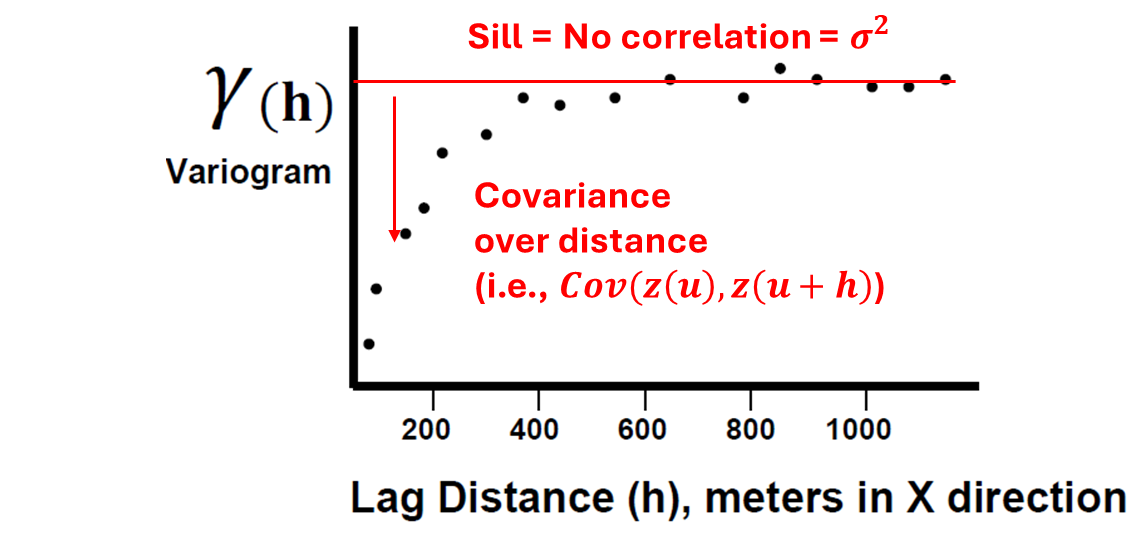 Sill = No correlation = σ²
γ (h)
Variogram
Covariance
over distance
(i.e., Cov(z(u), z(u + h))
200 400 600 800 1000
Lag Distance (h), meters in X direction